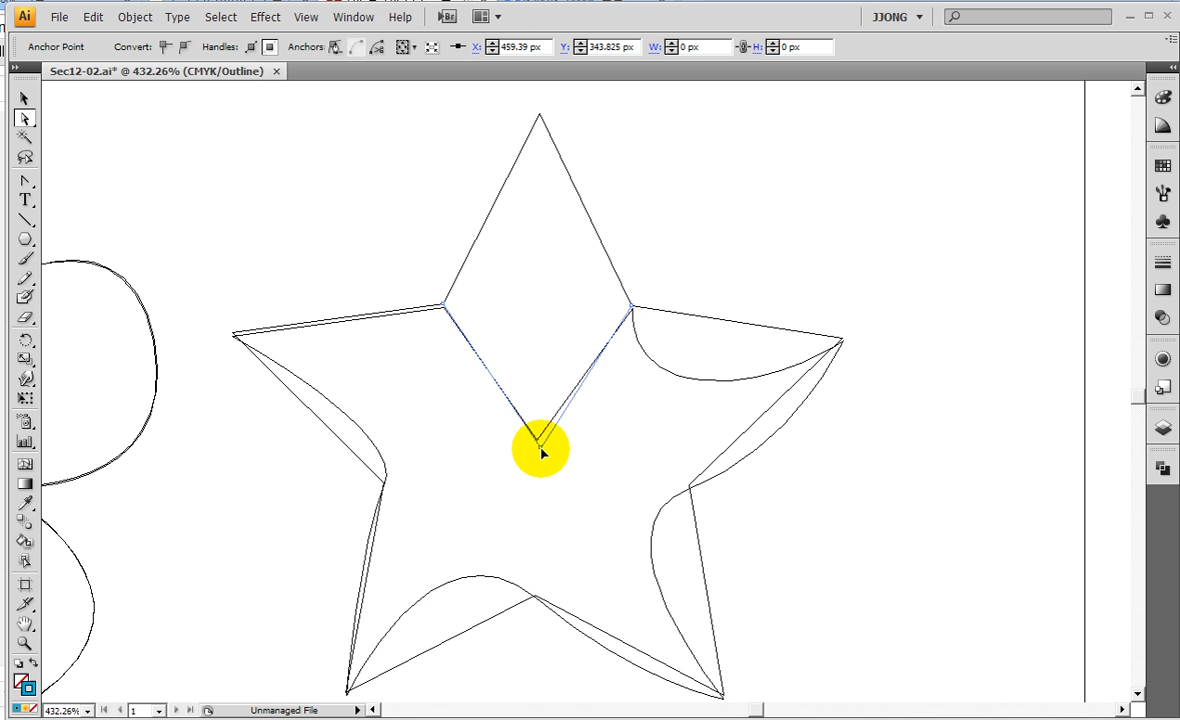 Ai File Edit Object Type Select Effect View Window Help Br JJONG
Anchor Point Convert: Handles: Anchors: X: 459.39 px Y: 343.825 px W: 0 px H: 0 px
Sec12-02.ai* @ 432.26% (CMYK/Outline)
T
432.26% 1 Unmanaged File